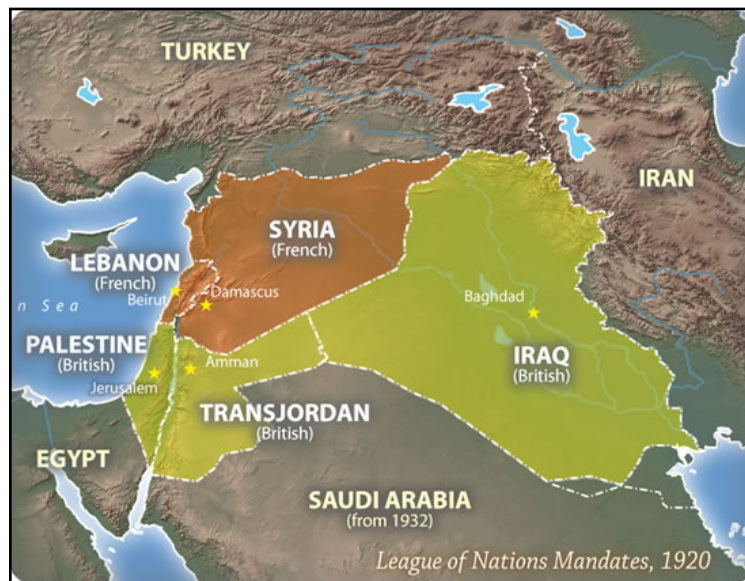 TURKEY
IRAN
SYRIA
(French)
LEBANON
(French)
Beirut
Damascus
n Sea
Baghdad
PALESTINE
(British)
Amman
IRAQ
(British)
Jerusalem
TRANSJORDAN
(British)
EGYPT
SAUDI ARABIA
(from 1932)
League of Nations Mandates, 1920